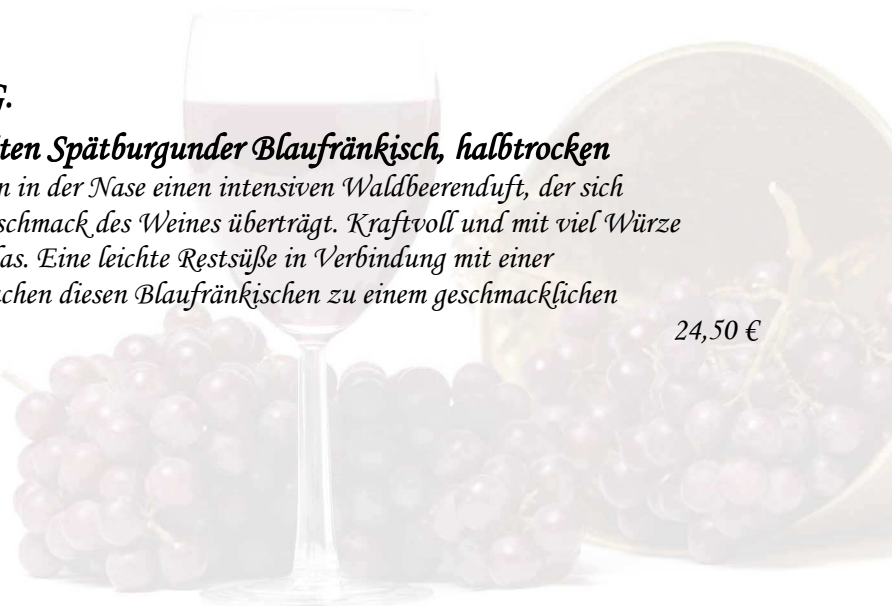 G.
ten Spätburgunder Blaufränkisch, halbtrocken
n in der Nase einen intensiven Waldbeerenduft, der sich
schmack des Weines überträgt. Kraftvoll und mit viel Würze
las. Eine leichte Restsüße in Verbindung mit einer
chen diesen Blaufränkischen zu einem geschmacklichen
24,50 €